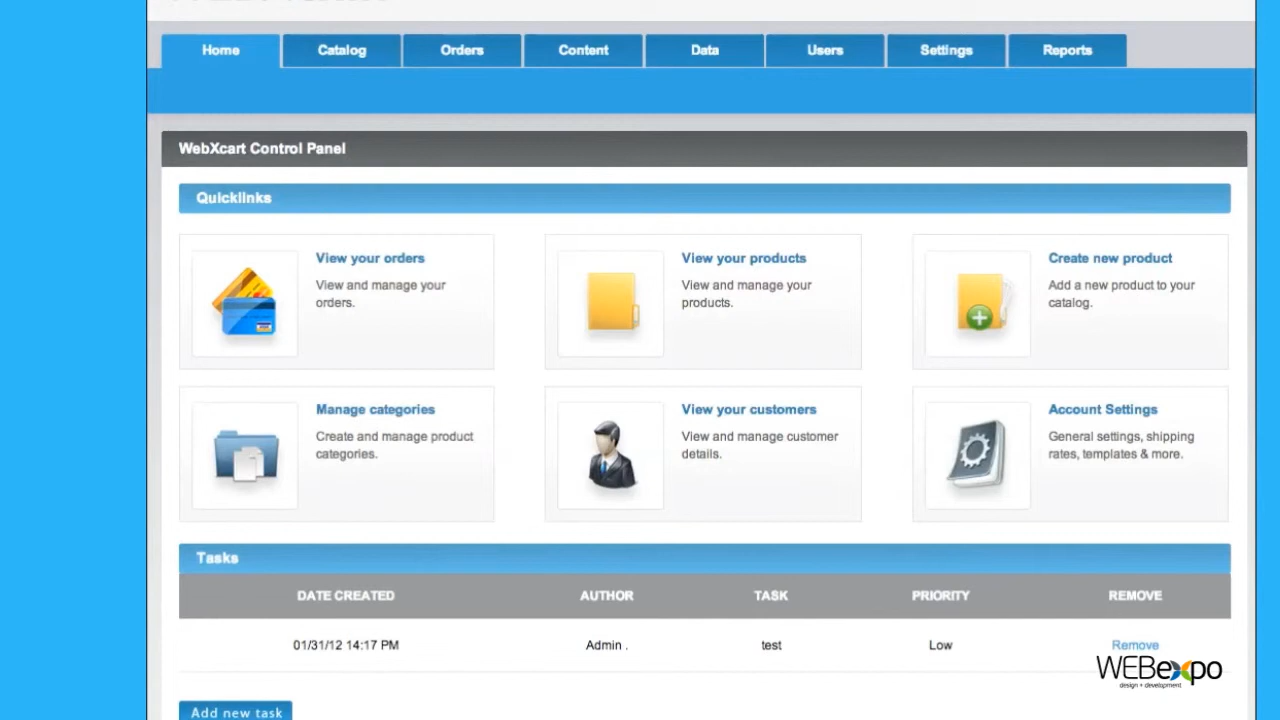 Home
Catalog
Orders
Content
Data
Users
Settings
Reports
WebXcart Control Panel
Quicklinks
View your orders
View and manage your
orders.
View your products
View and manage your
products.
Create new product
Add a new product to your
catalog.
Manage categories
Create and manage product
categories.
View your customers
View and manage customer
details.
Account Settings
General settings, shipping
rates, templates & more.
Tasks
DATE CREATED
AUTHOR
TASK
PRIORITY
REMOVE
01/31/12 14:17 PM
Admin .
test
Low
Remove
WEBexpo
design + development
Add new task